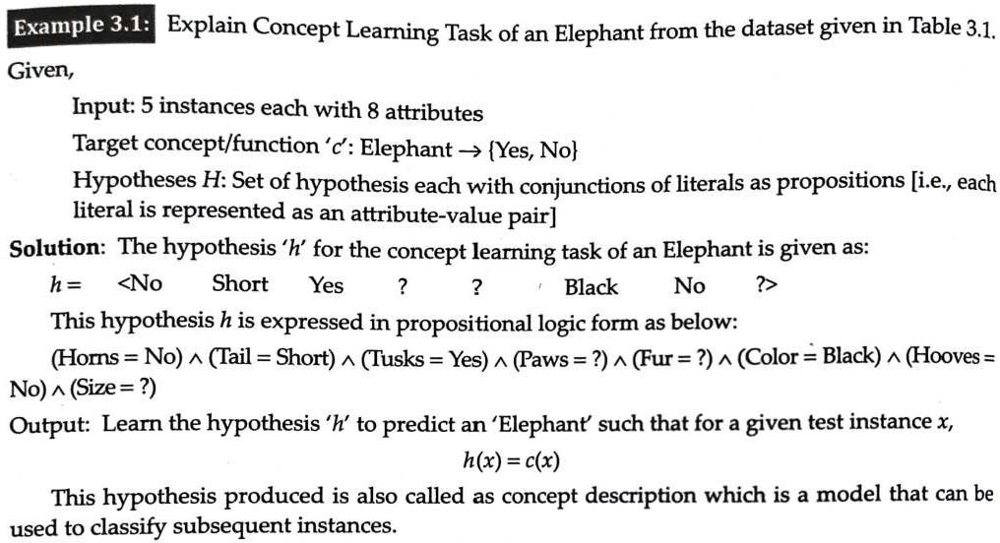 Example 3.1: Explain Concept Learning Task of an Elephant from the dataset given in Table 3.1.
Given,
Input: 5 instances each with 8 attributes
Target concept/function ‘c’: Elephant → {Yes, No}
Hypotheses H: Set of hypothesis each with conjunctions of literals as propositions [i.e., each
literal is represented as an attribute-value pair]
Solution: The hypothesis ‘h’ for the concept learning task of an Elephant is given as:
h = <No Short Yes ? ? Black No ?>
This hypothesis h is expressed in propositional logic form as below:
(Horns = No) ∧ (Tail = Short) ∧ (Tusks = Yes) ∧ (Paws = ?) ∧ (Fur = ?) ∧ (Color = Black) ∧ (Hooves =
No) ∧ (Size = ?)
Output: Learn the hypothesis ‘h’ to predict an ‘Elephant’ such that for a given test instance x,
h(x) = c(x)
This hypothesis produced is also called as concept description which is a model that can be
used to classify subsequent instances.